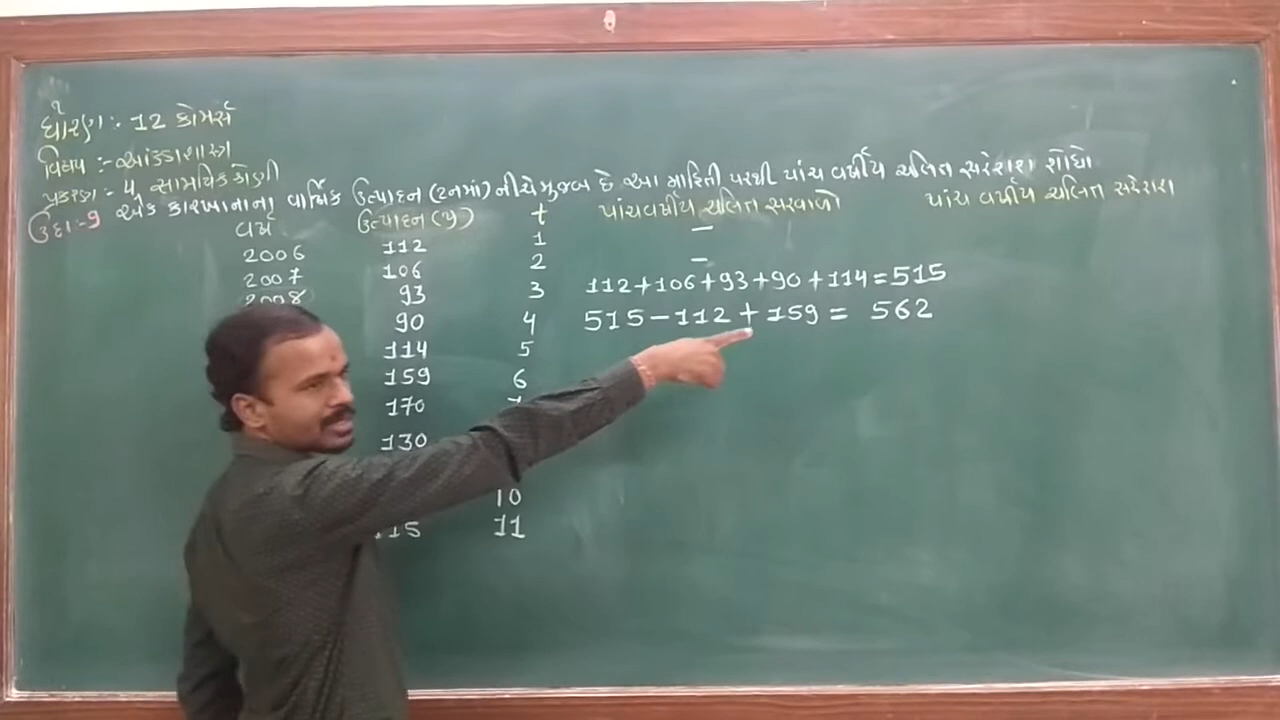 ધોરણ :- 12 કોમર્સ
વિષય :- આંકડાશાસ્ત્ર
પ્રકરણ :- 4, સામયિક શ્રેણી
ઉદા :-9 એક કારખાનાના વાર્ષિક ઉત્પાદન (ટનમાં) નીચે મુજબ છે આ માહિતી પરથી પાંચ વર્ષીય ચલિત સરેરાશ શોધો
વર્ષ ઉત્પાદન (y) t પાંચવર્ષીય ચલિત સરવાળો પાંચ વર્ષીય ચલિત સરેરાશ
2006 112 1 –
2007 106 2 –
2008 93 3 112+106+93+90+114=515
90 4 515-112+159= 562
114 5
159 6
170
130
10
115 11